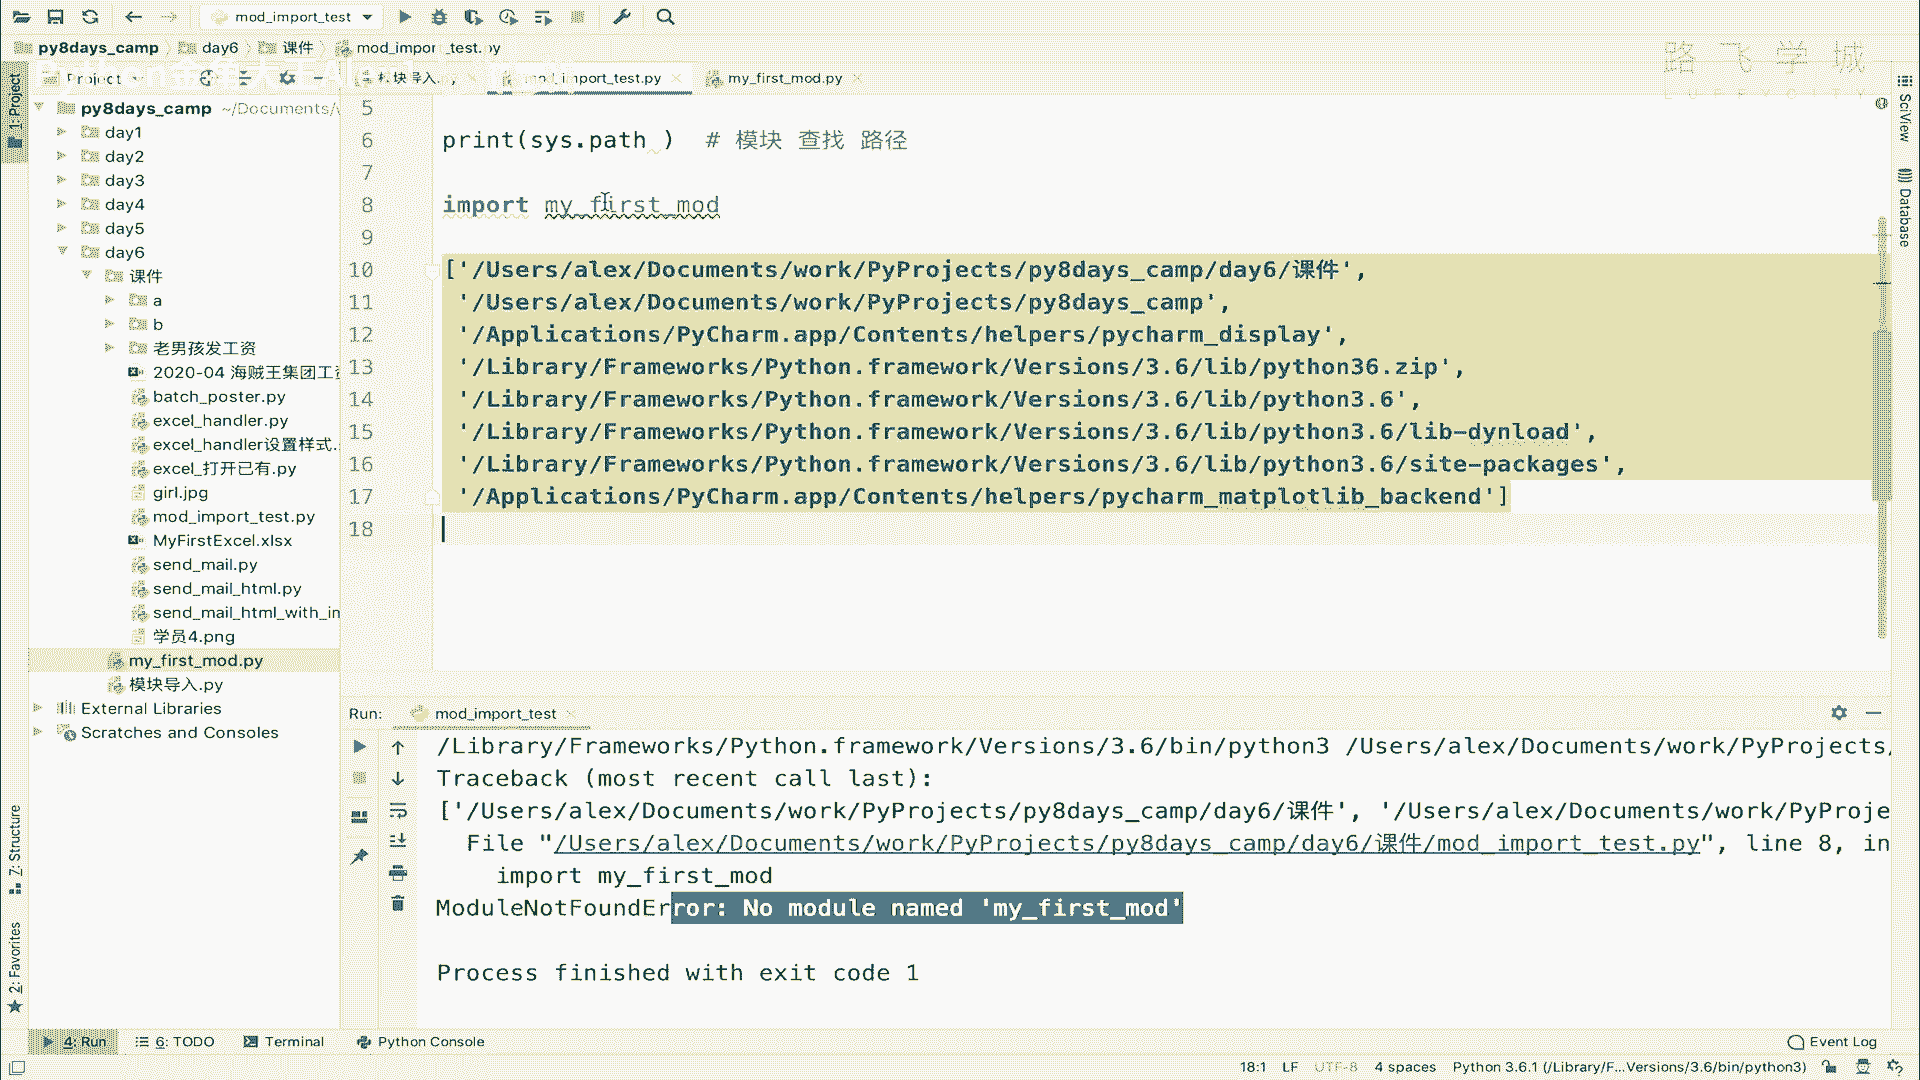 mod_import_test
py8days_camp day6 课件 mod_impor _test.py
路飞学城
Project
mod_import_test.py
my_first_mod.py
1: Project
py8days_camp ~/Documents/
day1
day2
day3
day4
day5
day6
课件
a
b
老男孩发工资
2020-04 海贼王集团工资
batch_poster.py
excel_handler.py
excel_handler设置样式.
excel_打开已有.py
girl.jpg
mod_import_test.py
MyFirstExcel.xlsx
send_mail.py
send_mail_html.py
send_mail_html_with_in
学员4.png
my_first_mod.py
模块导入.py
External Libraries
Scratches and Consoles
5
6 print(sys.path ) # 模块 查找 路径
7
8 import my_first_mod
9
10 ['/Users/alex/Documents/work/PyProjects/py8days_camp/day6/课件',
11 '/Users/alex/Documents/work/PyProjects/py8days_camp',
12 '/Applications/PyCharm.app/Contents/helpers/pycharm_display',
13 '/Library/Frameworks/Python.framework/Versions/3.6/lib/python36.zip',
14 '/Library/Frameworks/Python.framework/Versions/3.6/lib/python3.6',
15 '/Library/Frameworks/Python.framework/Versions/3.6/lib/python3.6/lib-dynload',
16 '/Library/Frameworks/Python.framework/Versions/3.6/lib/python3.6/site-packages',
17 '/Applications/PyCharm.app/Contents/helpers/pycharm_matplotlib_backend']
18
SciView
Database
Run: mod_import_test
/Library/Frameworks/Python.framework/Versions/3.6/bin/python3 /Users/alex/Documents/work/PyProjects/
Traceback (most recent call last):
['/Users/alex/Documents/work/PyProjects/py8days_camp/day6/课件', '/Users/alex/Documents/work/PyProje
File "/Users/alex/Documents/work/PyProjects/py8days_camp/day6/课件/mod_import_test.py", line 8, in
import my_first_mod
ModuleNotFoundError: No module named 'my_first_mod'
Process finished with exit code 1
7: Structure
2: Favorites
4: Run
6: TODO
Terminal
Python Console
Event Log
18:1 LF UTF-8 4 spaces Python 3.6.1 (/Library/F...Versions/3.6/bin/python3)